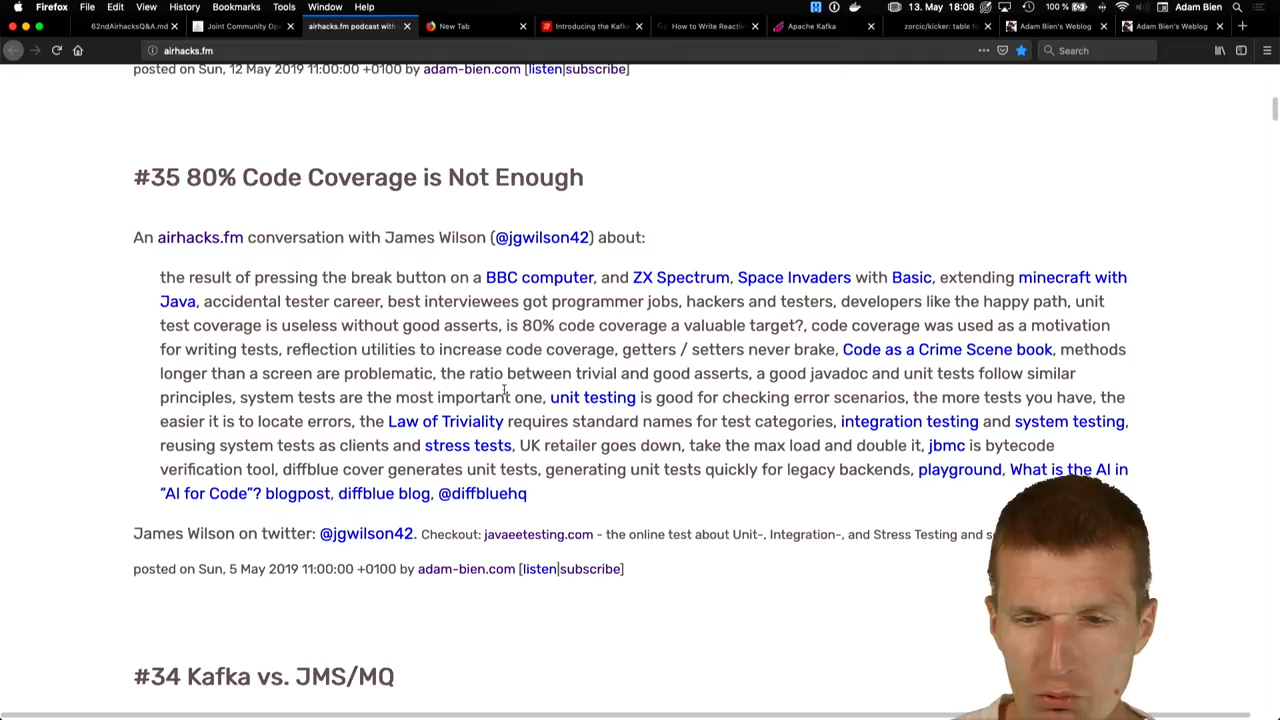 Firefox File Edit View History Bookmarks Tools Window Help 13. May 18:08 100 % Adam Bien
62ndAirhacksQ&A.md Joint Community Op airhacks.fm podcast with New Tab Introducing the Kafka How to Write Reactive Apache Kafka zorcic/kicker: table fo Adam Bien's Weblog Adam Bien's Weblog
airhacks.fm Search
posted on Sun, 12 May 2019 11:00:00 +0100 by adam-bien.com [listen|subscribe]
#35 80% Code Coverage is Not Enough
An airhacks.fm conversation with James Wilson (@jgwilson42) about:
the result of pressing the break button on a BBC computer, and ZX Spectrum, Space Invaders with Basic, extending minecraft with
Java, accidental tester career, best interviewees got programmer jobs, hackers and testers, developers like the happy path, unit
test coverage is useless without good asserts, is 80% code coverage a valuable target?, code coverage was used as a motivation
for writing tests, reflection utilities to increase code coverage, getters / setters never brake, Code as a Crime Scene book, methods
longer than a screen are problematic, the ratio between trivial and good asserts, a good javadoc and unit tests follow similar
principles, system tests are the most important one, unit testing is good for checking error scenarios, the more tests you have, the
easier it is to locate errors, the Law of Triviality requires standard names for test categories, integration testing and system testing,
reusing system tests as clients and stress tests, UK retailer goes down, take the max load and double it, jbmc is bytecode
verification tool, diffblue cover generates unit tests, generating unit tests quickly for legacy backends, playground, What is the AI in
“AI for Code”? blogpost, diffblue blog, @diffbluehq
James Wilson on twitter: @jgwilson42. Checkout: javaeetesting.com - the online test about Unit-, Integration-, and Stress Testing and s
posted on Sun, 5 May 2019 11:00:00 +0100 by adam-bien.com [listen|subscribe]
#34 Kafka vs. JMS/MQ